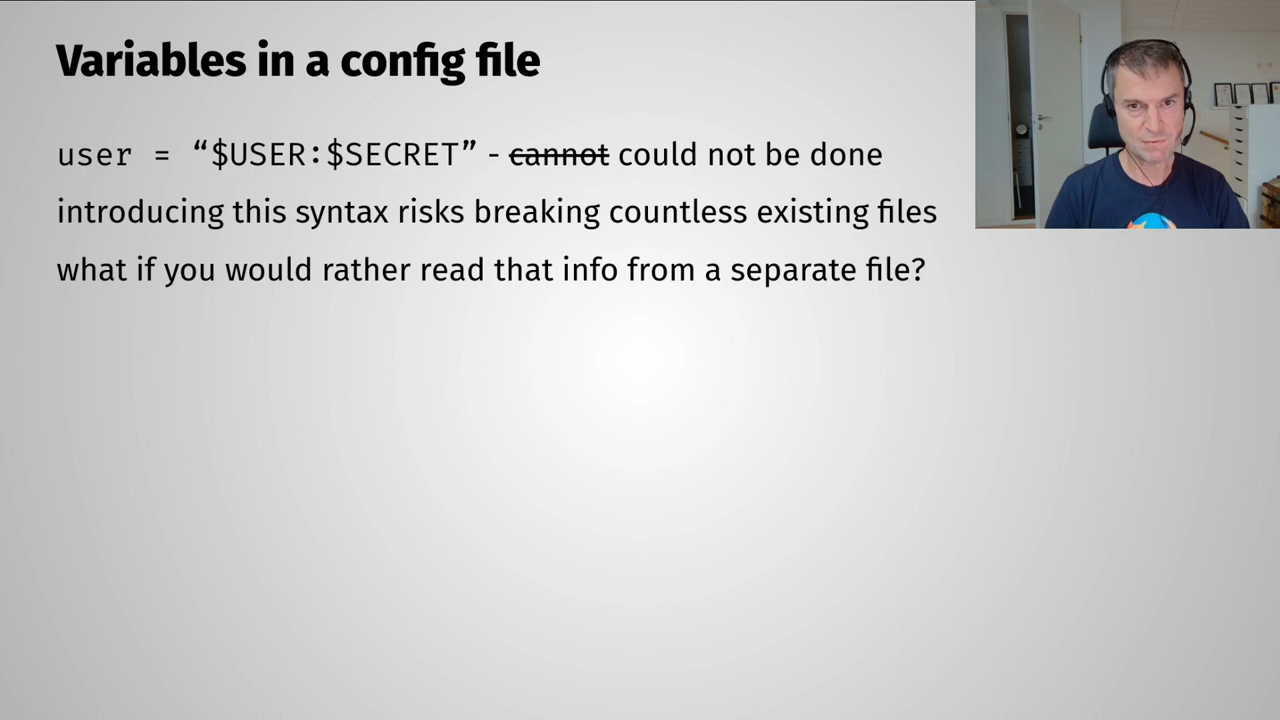 Variables in a config file
user = “$USER:$SECRET” - cannot could not be done
introducing this syntax risks breaking countless existing files
what if you would rather read that info from a separate file?